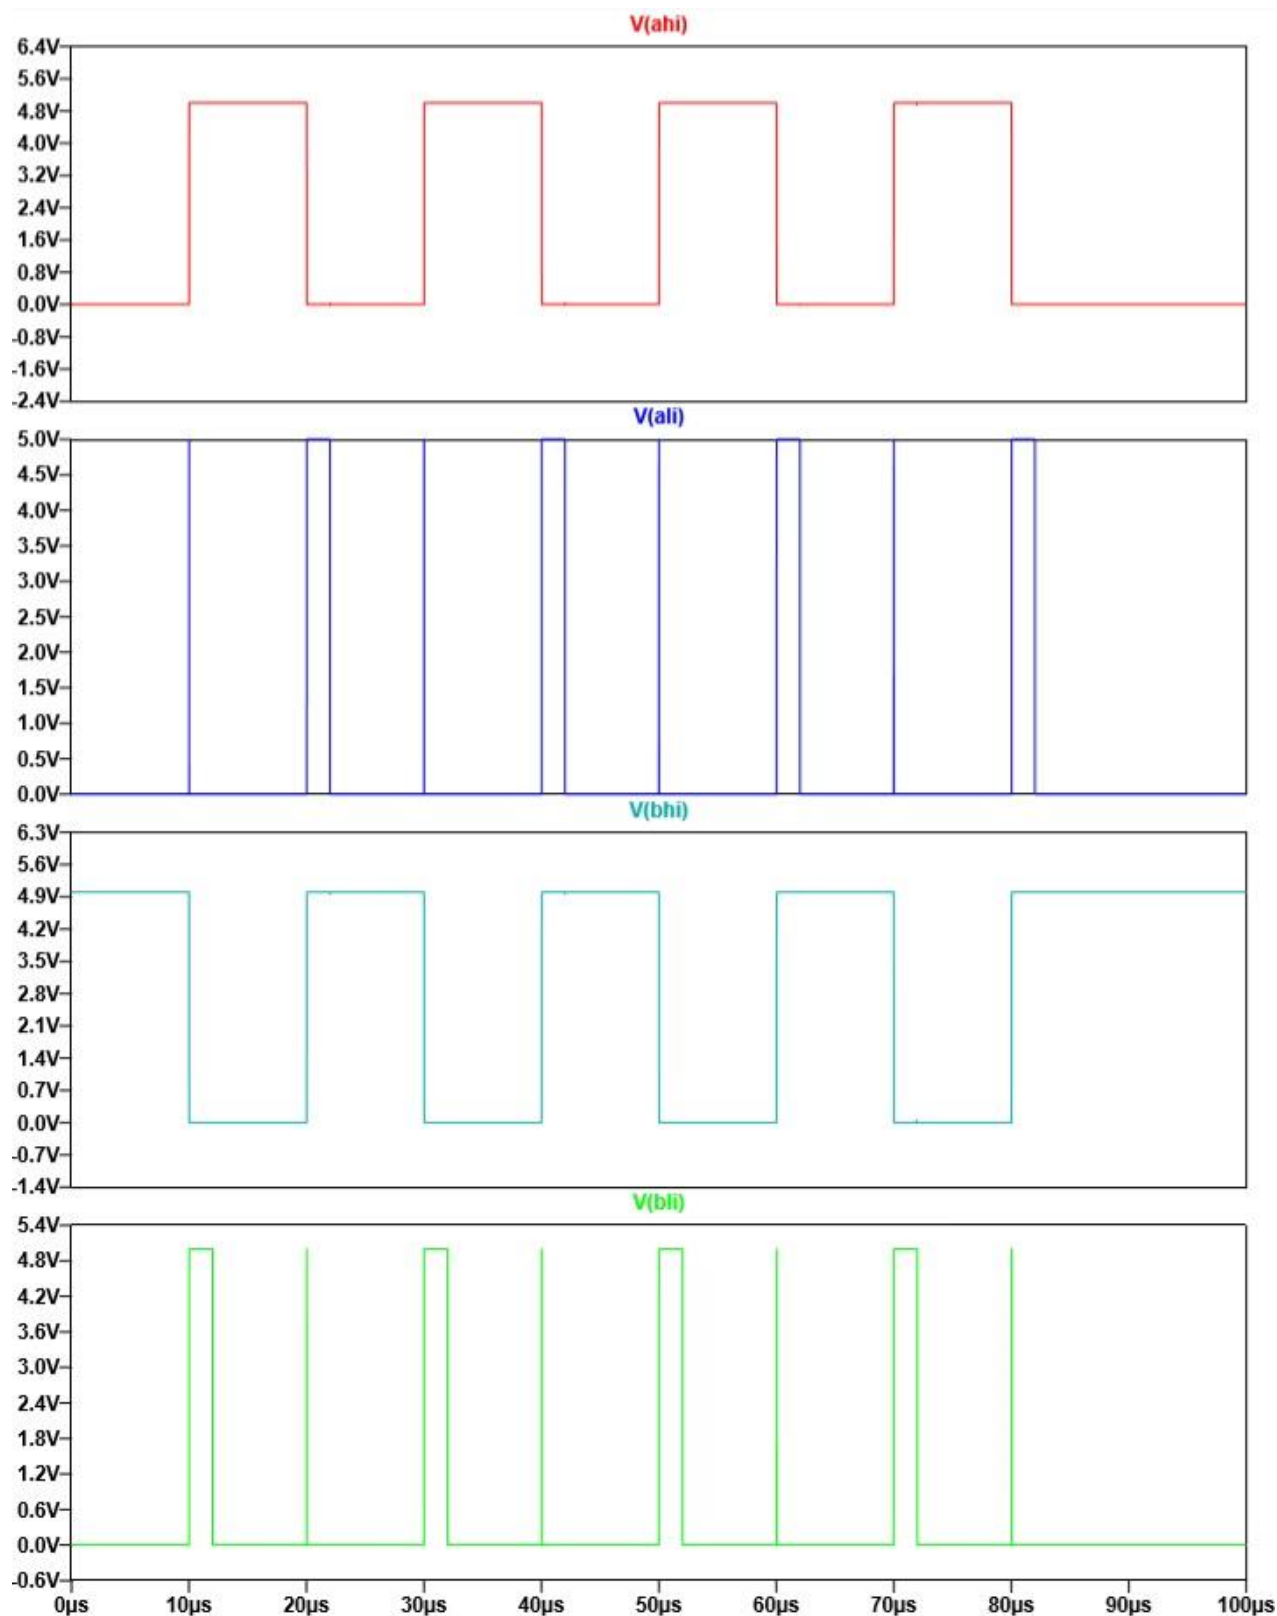 V(ahi)
6.4V
5.6V
4.8V
4.0V
3.2V
2.4V
1.6V
0.8V
0.0V
-0.8V
-1.6V
-2.4V
V(ali)
5.0V
4.5V
4.0V
3.5V
3.0V
2.5V
2.0V
1.5V
1.0V
0.5V
0.0V
V(bhi)
6.3V
5.6V
4.9V
4.2V
3.5V
2.8V
2.1V
1.4V
0.7V
0.0V
-0.7V
-1.4V
V(bli)
5.4V
4.8V
4.2V
3.6V
3.0V
2.4V
1.8V
1.2V
0.6V
0.0V
-0.6V
0µs 10µs 20µs 30µs 40µs 50µs 60µs 70µs 80µs 90µs 100µs